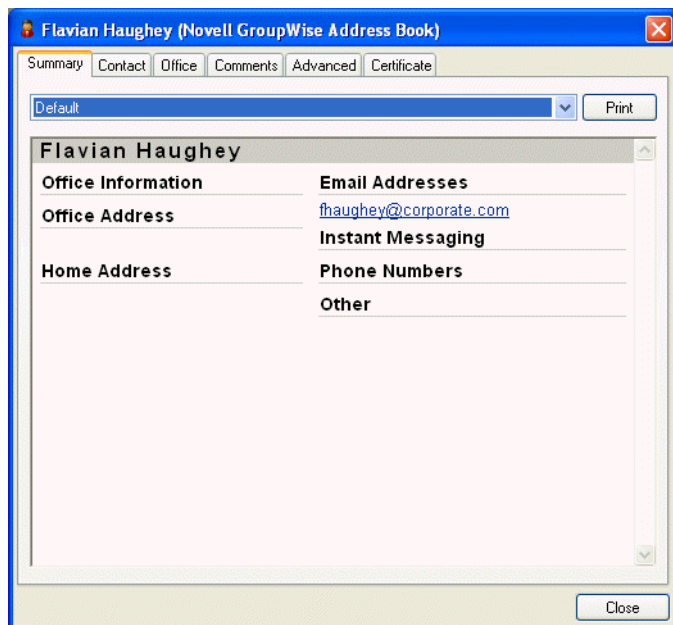 Flavian Haughey (Novell GroupWise Address Book)
Summary Contact Office Comments Advanced Certificate
Default Print
Flavian Haughey
Office Information
Office Address
Home Address
Email Addresses
fhaughey@corporate.com
Instant Messaging
Phone Numbers
Other
Close